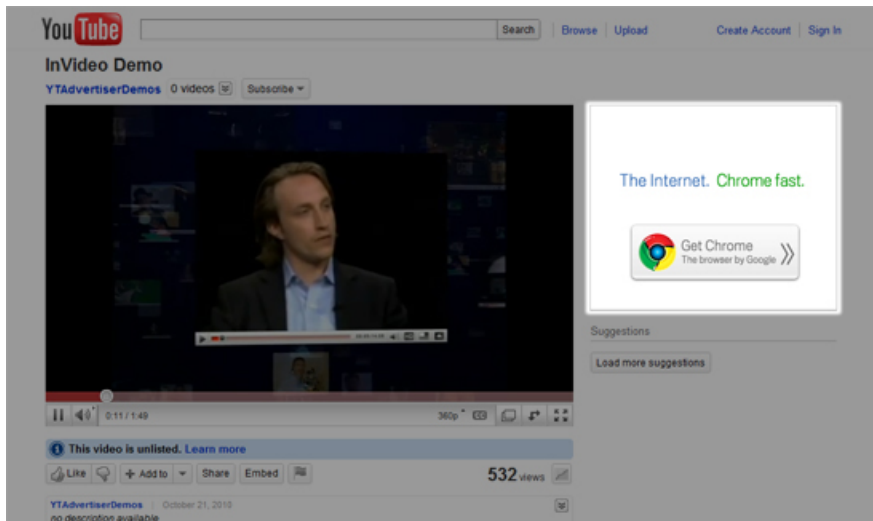 YouTube
Search
Browse
Upload
Create Account
Sign In
InVideo Demo
YTAdvertiserDemos 0 videos
Subscribe
The Internet. Chrome fast.
Get Chrome
The browser by Google
Suggestions
Load more suggestions
0:11 / 1:49
360p
CC
This video is unlisted. Learn more
Like
Add to
Share
Embed
532 views
YTAdvertiserDemos October 21, 2010
no description available